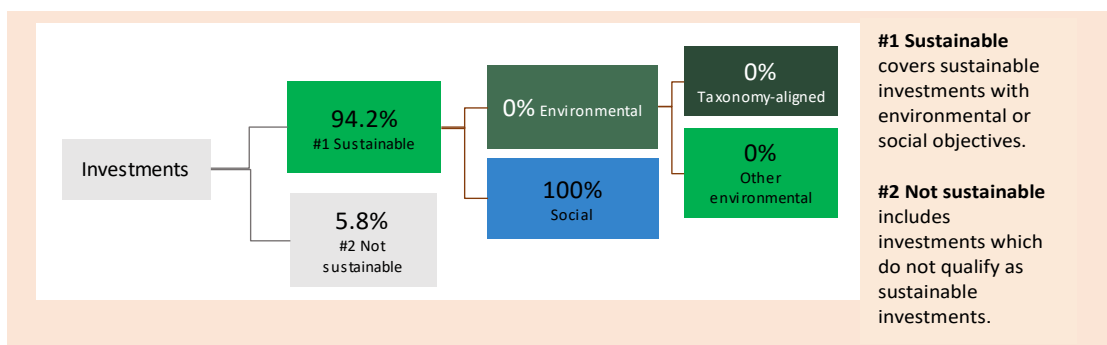 Investments
94.2%
#1 Sustainable
5.8%
#2 Not
sustainable
0% Environmental
100%
Social
0%
Taxonomy-aligned
0%
Other
environmental
#1 Sustainable
covers sustainable
investments with
environmental or
social objectives.
#2 Not sustainable
includes
investments which
do not qualify as
sustainable
investments.